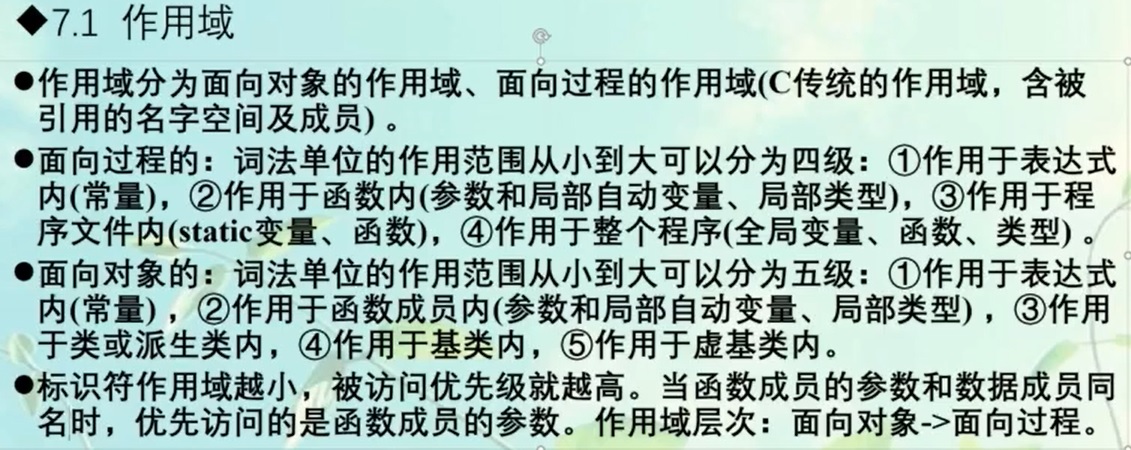 ◆7.1 作用域
●作用域分为面向对象的作用域、面向过程的作用域(C传统的作用域，含被
引用的名字空间及成员) 。
●面向过程的：词法单位的作用范围从小到大可以分为四级：①作用于表达式
内(常量)，②作用于函数内(参数和局部自动变量、局部类型)，③作用于程
序文件内(static变量、函数)，④作用于整个程序(全局变量、函数、类型) 。
●面向对象的：词法单位的作用范围从小到大可以分为五级：①作用于表达式
内(常量) ，②作用于函数成员内(参数和局部自动变量、局部类型) ，③作用
于类或派生类内，④作用于基类内，⑤作用于虚基类内。
●标识符作用域越小，被访问优先级就越高。当函数成员的参数和数据成员同
名时，优先访问的是函数成员的参数。作用域层次：面向对象->面向过程。